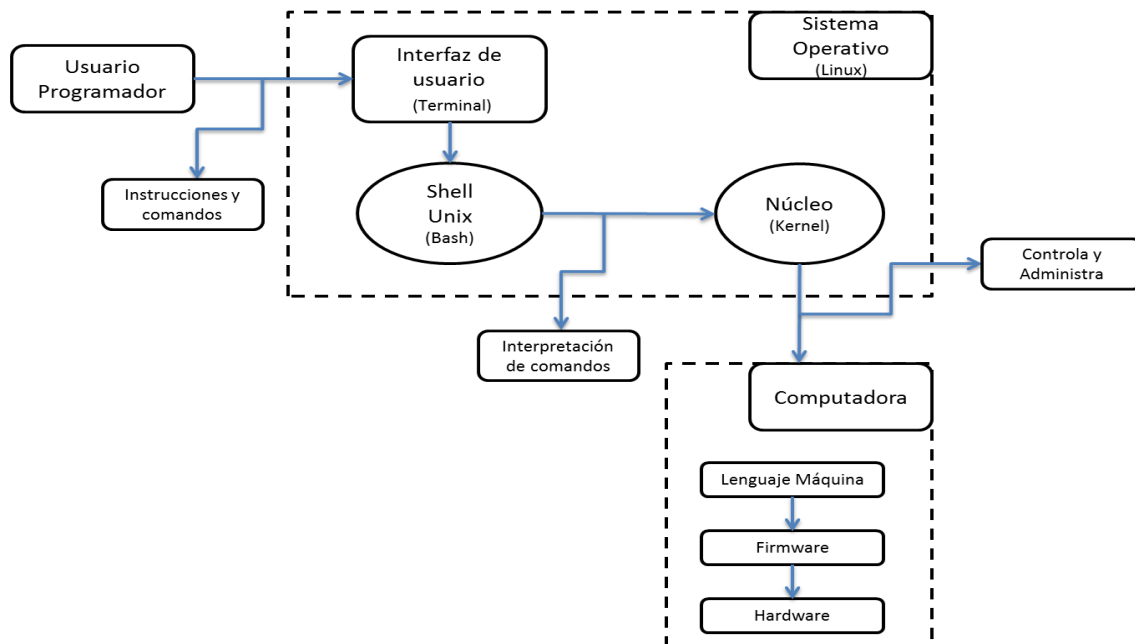 Usuario
Programador
Interfaz de
usuario
(Terminal)
Sistema
Operativo
(Linux)
Instrucciones y
comandos
Shell
Unix
(Bash)
Núcleo
(Kernel)
Controla y
Administra
Interpretación
de comandos
Computadora
Lenguaje Máquina
Firmware
Hardware